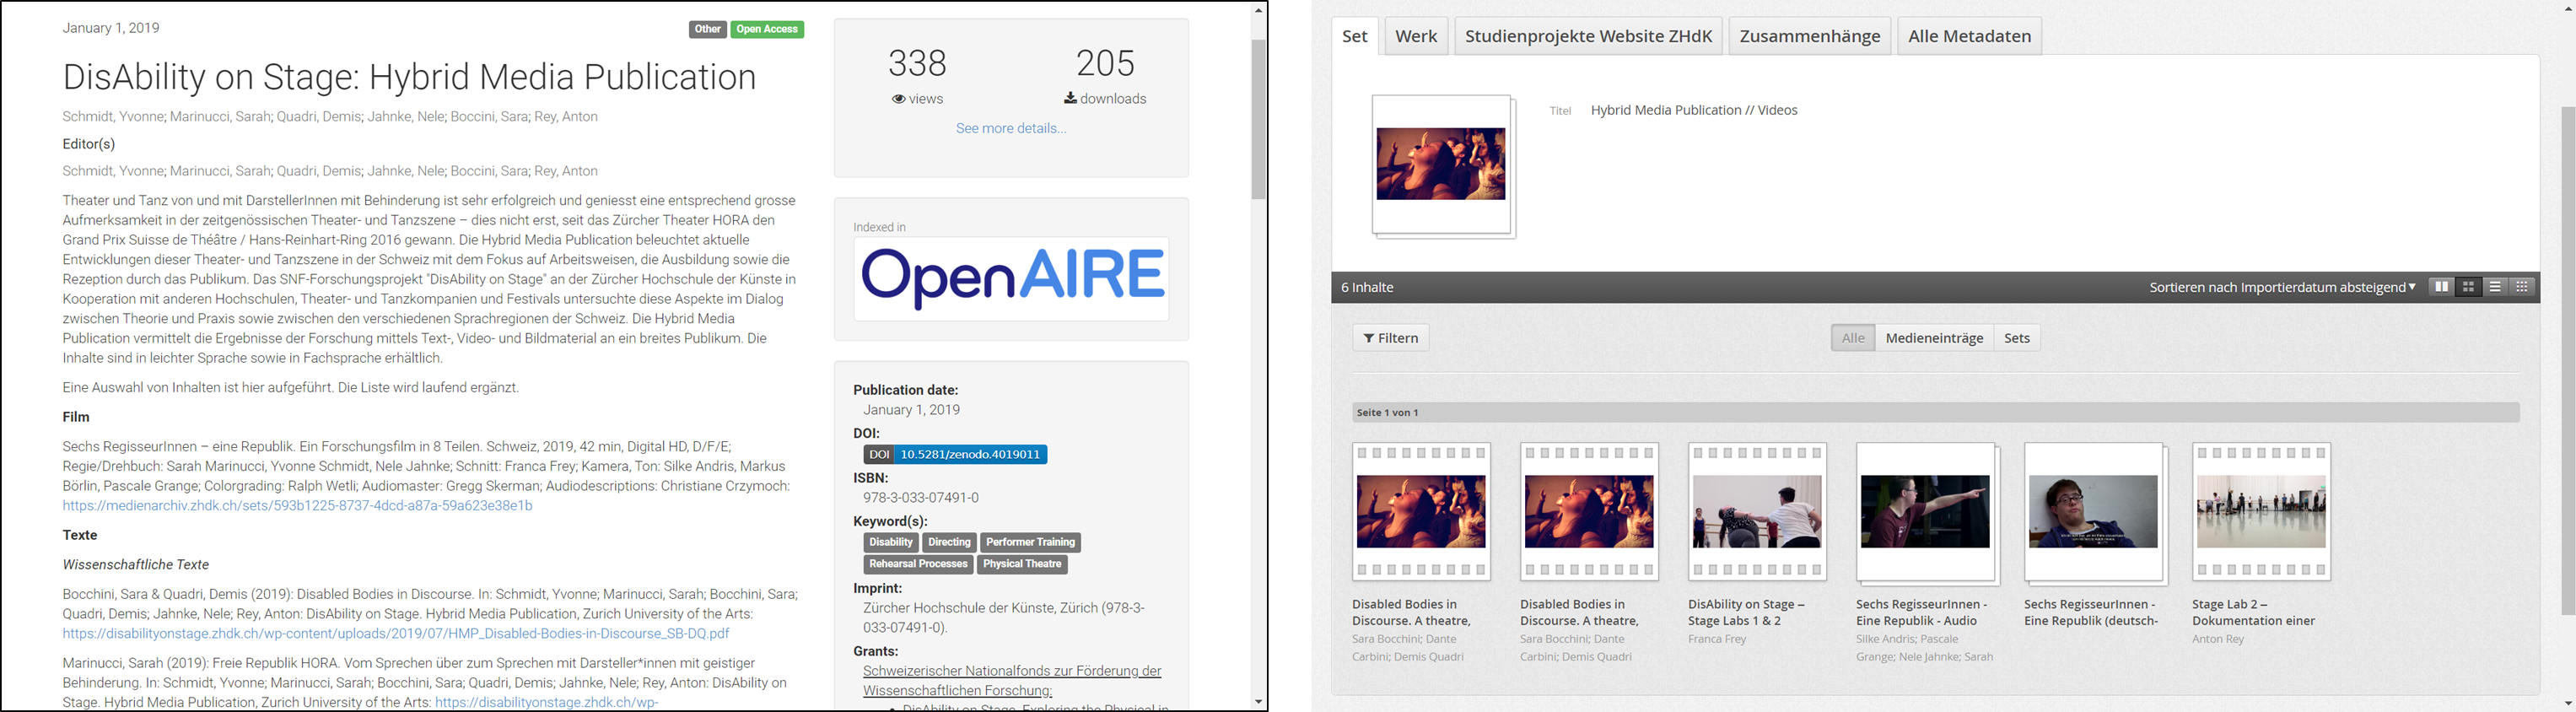 January 1, 2019
Other Open Access
DisAbility on Stage: Hybrid Media Publication
Schmidt, Yvonne; Marinucci, Sarah; Quadri, Demis; Jahnke, Nele; Boccini, Sara; Rey, Anton
Editor(s)
Schmidt, Yvonne; Marinucci, Sarah; Quadri, Demis; Jahnke, Nele; Boccini, Sara; Rey, Anton
Theater und Tanz von und mit DarstellerInnen mit Behinderung ist sehr erfolgreich und geniesst eine entsprechend grosse
Aufmerksamkeit in der zeitgenössischen Theater- und Tanzszene – dies nicht erst, seit das Zürcher Theater HORA den
Grand Prix Suisse de Théâtre / Hans-Reinhart-Ring 2016 gewann. Die Hybrid Media Publication beleuchtet aktuelle
Entwicklungen dieser Theater- und Tanzszene in der Schweiz mit dem Fokus auf Arbeitsweisen, die Ausbildung sowie die
Rezeption durch das Publikum. Das SNF-Forschungsprojekt "DisAbility on Stage" an der Zürcher Hochschule der Künste in
Kooperation mit anderen Hochschulen, Theater- und Tanzkompanien und Festivals untersuchte diese Aspekte im Dialog
zwischen Theorie und Praxis sowie zwischen den verschiedenen Sprachregionen der Schweiz. Die Hybrid Media
Publication vermittelt die Ergebnisse der Forschung mittels Text-, Video- und Bildmaterial an ein breites Publikum. Die
Inhalte sind in leichter Sprache sowie in Fachsprache erhältlich.
Eine Auswahl von Inhalten ist hier aufgeführt. Die Liste wird laufend ergänzt.
Film
Sechs RegisseurInnen – eine Republik. Ein Forschungsfilm in 8 Teilen. Schweiz, 2019, 42 min, Digital HD, D/F/E;
Regie/Drehbuch: Sarah Marinucci, Yvonne Schmidt, Nele Jahnke; Schnitt: Franca Frey; Kamera, Ton: Silke Andris, Markus
Börlin, Pascale Grange; Colorgrading: Ralph Wetli; Audiomaster: Gregg Skerman; Audiodescriptions: Christiane Crzymoch:
https://medienarchiv.zhdk.ch/sets/593b1225-8737-4dcd-a87a-59a623e38e1b
Texte
Wissenschaftliche Texte
Bocchini, Sara & Quadri, Demis (2019): Disabled Bodies in Discourse. In: Schmidt, Yvonne; Marinucci, Sarah; Bocchini, Sara;
Quadri, Demis; Jahnke, Nele; Rey, Anton: DisAbility on Stage. Hybrid Media Publication, Zurich University of the Arts:
https://disabilityonstage.zhdk.ch/wp-content/uploads/2019/07/HMP_Disabled-Bodies-in-Discourse_SB-DQ.pdf
Marinucci, Sarah (2019): Freie Republik HORA. Vom Sprechen über zum Sprechen mit Darsteller*innen mit geistiger
Behinderung. In: Schmidt, Yvonne; Marinucci, Sarah; Bocchini, Sara; Quadri, Demis; Jahnke, Nele; Rey, Anton: DisAbility on
Stage. Hybrid Media Publication, Zurich University of the Arts: https://disabilityonstage.zhdk.ch/wp-
338 205
views downloads
See more details...
Indexed in
OpenAIRE
Publication date:
January 1, 2019
DOI:
DOI 10.5281/zenodo.4019011
ISBN:
978-3-033-07491-0
Keyword(s):
Disability Directing Performer Training
Rehearsal Processes Physical Theatre
Imprint:
Zürcher Hochschule der Künste, Zürich (978-3-
033-07491-0).
Grants:
Schweizerischer Nationalfonds zur Förderung der
Wissenschaftlichen Forschung:
DisAbility on Stage. Exploring the Physical in
Set Werk Studienprojekte Website ZHdK Zusammenhänge Alle Metadaten
Titel Hybrid Media Publication // Videos
6 Inhalte Sortieren nach Importierdatum absteigend
Filtern Alle Medieneinträge Sets
Seite 1 von 1
Disabled Bodies in
Discourse. A theatre,
Sara Bocchini; Dante
Carbini; Demis Quadri
Disabled Bodies in
Discourse. A theatre,
Sara Bocchini; Dante
Carbini; Demis Quadri
DisAbility on Stage –
Stage Labs 1 & 2
Franca Frey
Sechs RegisseurInnen -
Eine Republik - Audio
Silke Andris; Pascale
Grange; Nele Jahnke; Sarah
Sechs RegisseurInnen -
Eine Republik (deutsch-
Stage Lab 2 –
Dokumentation einer
Anton Rey